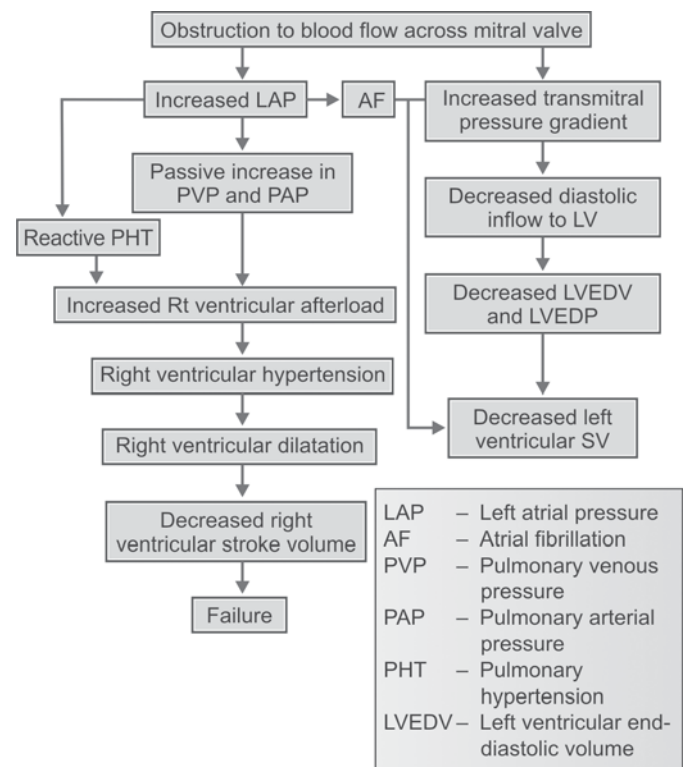 Obstruction to blood flow across mitral valve
Increased LAP
AF
Increased transmitral
pressure gradient
Passive increase in
PVP and PAP
Decreased diastolic
inflow to LV
Reactive PHT
Increased Rt ventricular afterload
Decreased LVEDV
and LVEDP
Right ventricular hypertension
Decreased left
ventricular SV
Right ventricular dilatation
Decreased right
ventricular stroke volume
Failure
LAP – Left atrial pressure
AF – Atrial fibrillation
PVP – Pulmonary venous
pressure
PAP – Pulmonary arterial
pressure
PHT – Pulmonary
hypertension
LVEDV – Left ventricular end-
diastolic volume